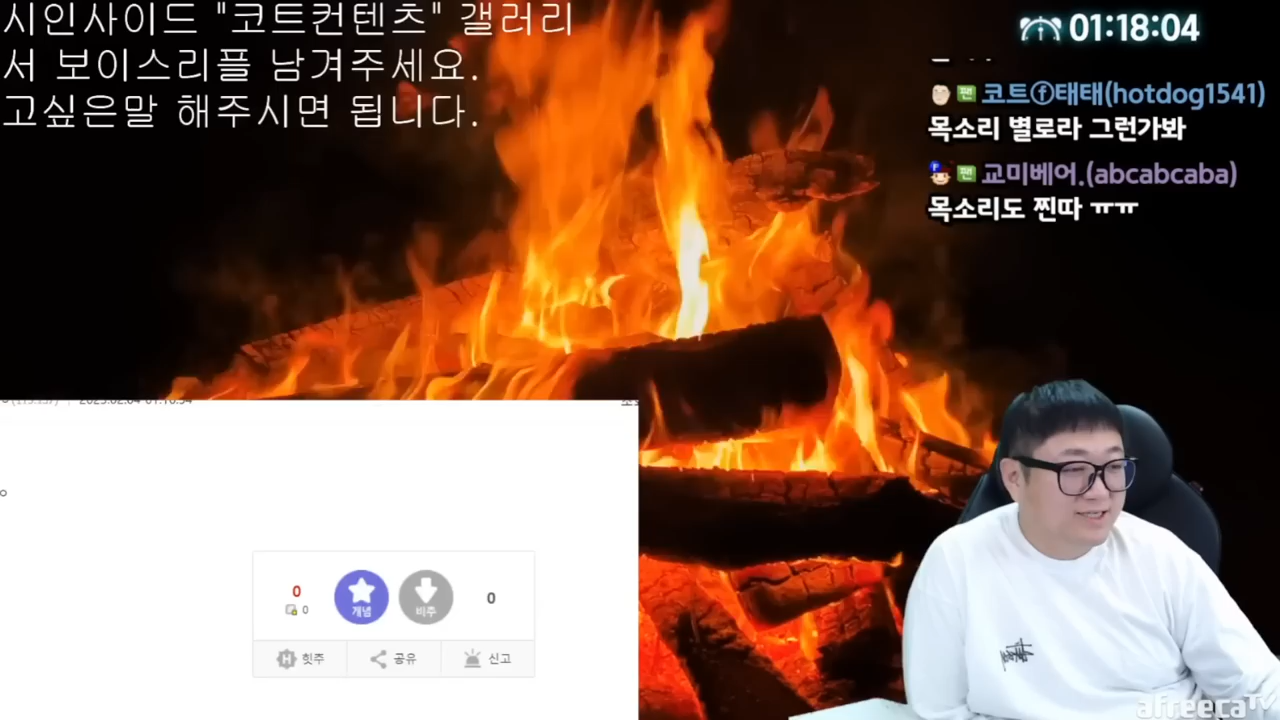 시인사이드 "코트컨텐츠" 갤러리
서 보이스리플 남겨주세요.
고싶은말 해주시면 됩니다.
01:18:04
팬 코트ⓕ태태(hotdog1541)
목소리 별로라 그런가봐
팬 교미베어.(abcabcaba)
목소리도 찐따 ㅠㅠ
0
0
개념
비추
0
힛주
공유
신고
afreecaTV